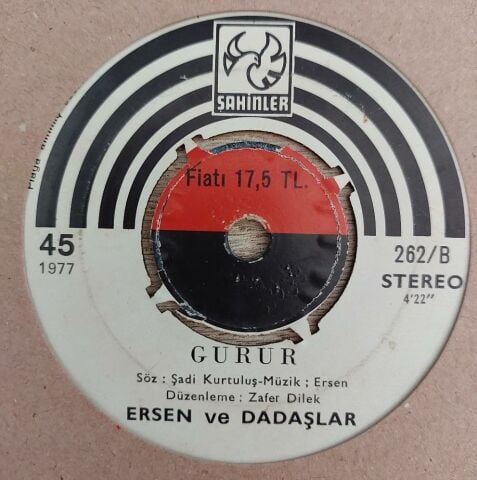 ŞAHİNLER
Fiatı 17,5 TL.
45
1977
262/B
STEREO
4'22"
GURUR
Söz : Şadi Kurtuluş-Müzik ; Ersen
Düzenleme : Zafer Dilek
ERSEN ve DADAŞLAR